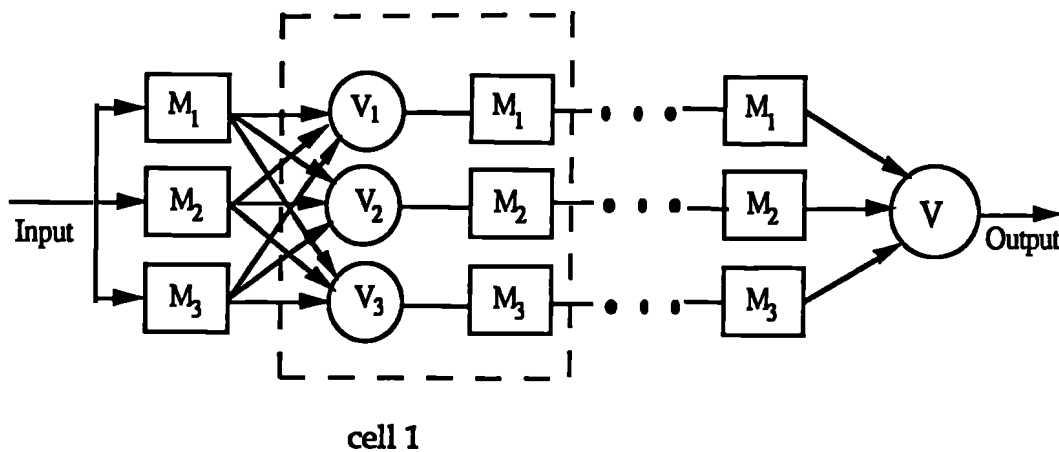 M1 V1 M1 M1
Input M2 V2 M2 M2 V Output
M3 V3 M3 M3
cell 1